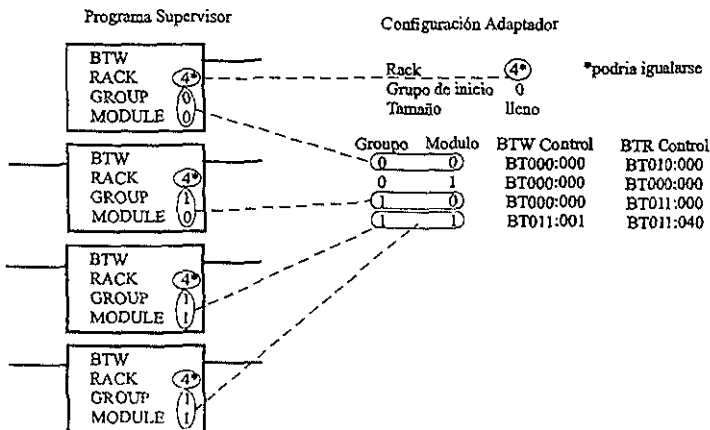 Programa Supervisor
Configuración Adaptador
BTW
RACK 4*
GROUP 0
MODULE 0
Rack 4* *podria igualarse
Grupo de inicio 0
Tamaño lleno
Groupo Modulo BTW Control BTR Control
0 0 BT000:000 BT010:000
0 1 BT000:000 BT000:000
1 0 BT000:000 BT011:000
1 1 BT011:001 BT011:040
BTW
RACK 4*
GROUP 1
MODULE 0
BTW
RACK 4*
GROUP 1
MODULE 1
BTW
RACK 4*
GROUP 1
MODULE 1